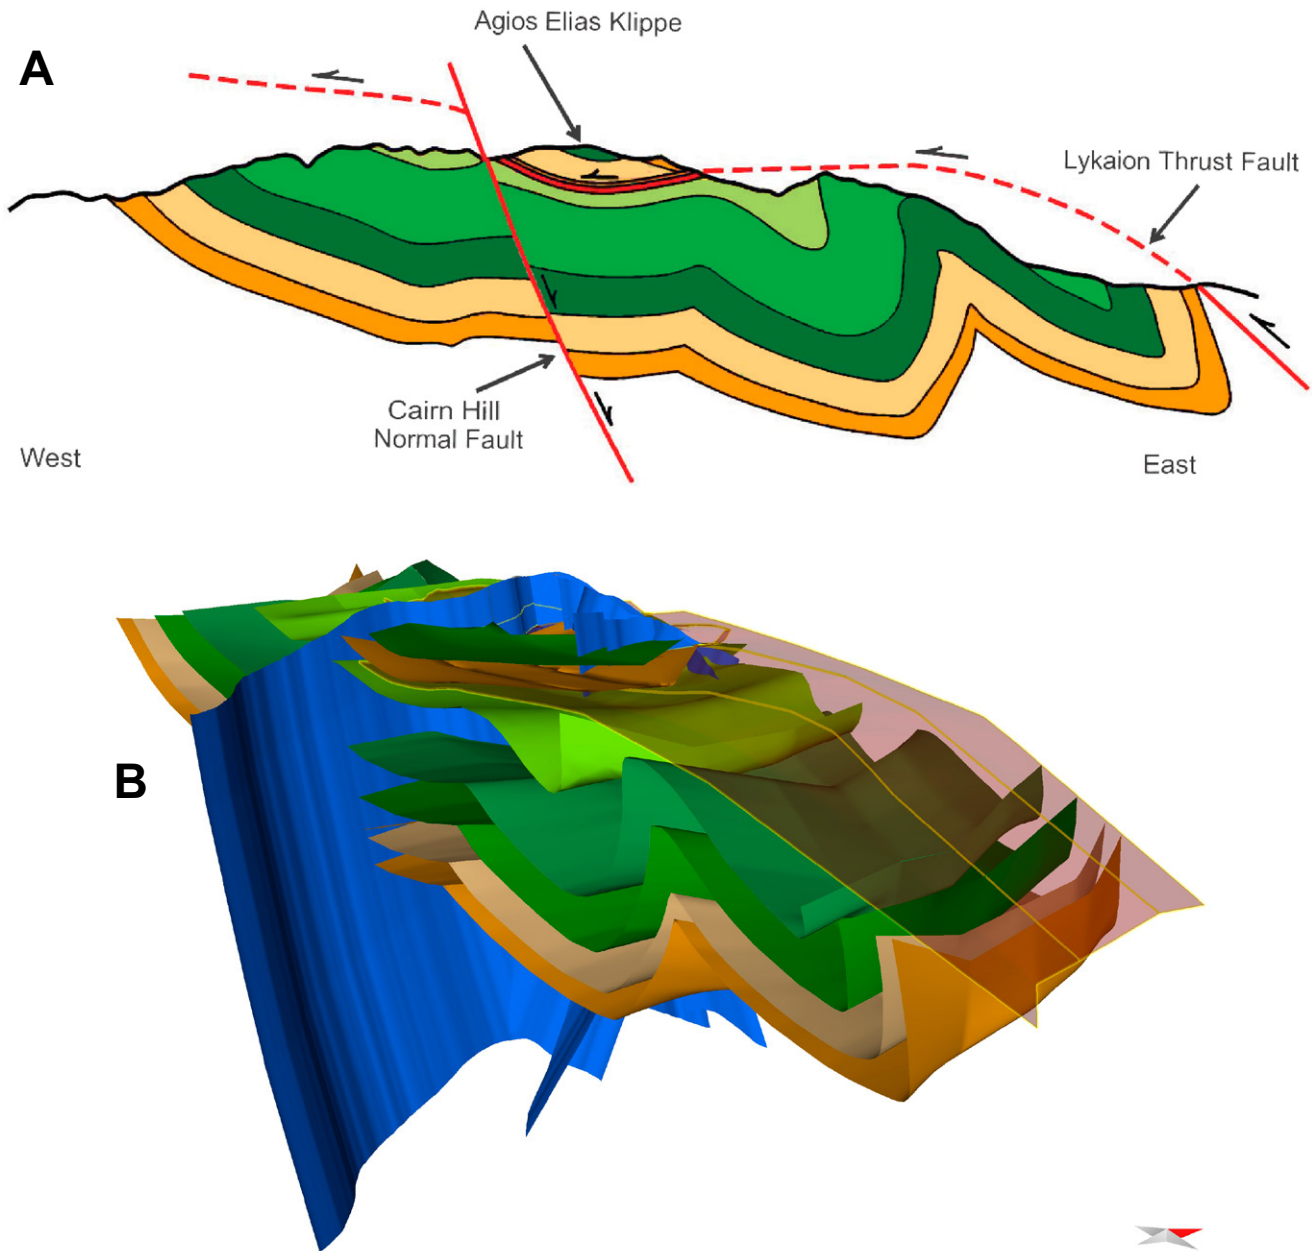 Agios Elias Klippe
A
Lykaion Thrust Fault
Cairn Hill
Normal Fault
West
East
B